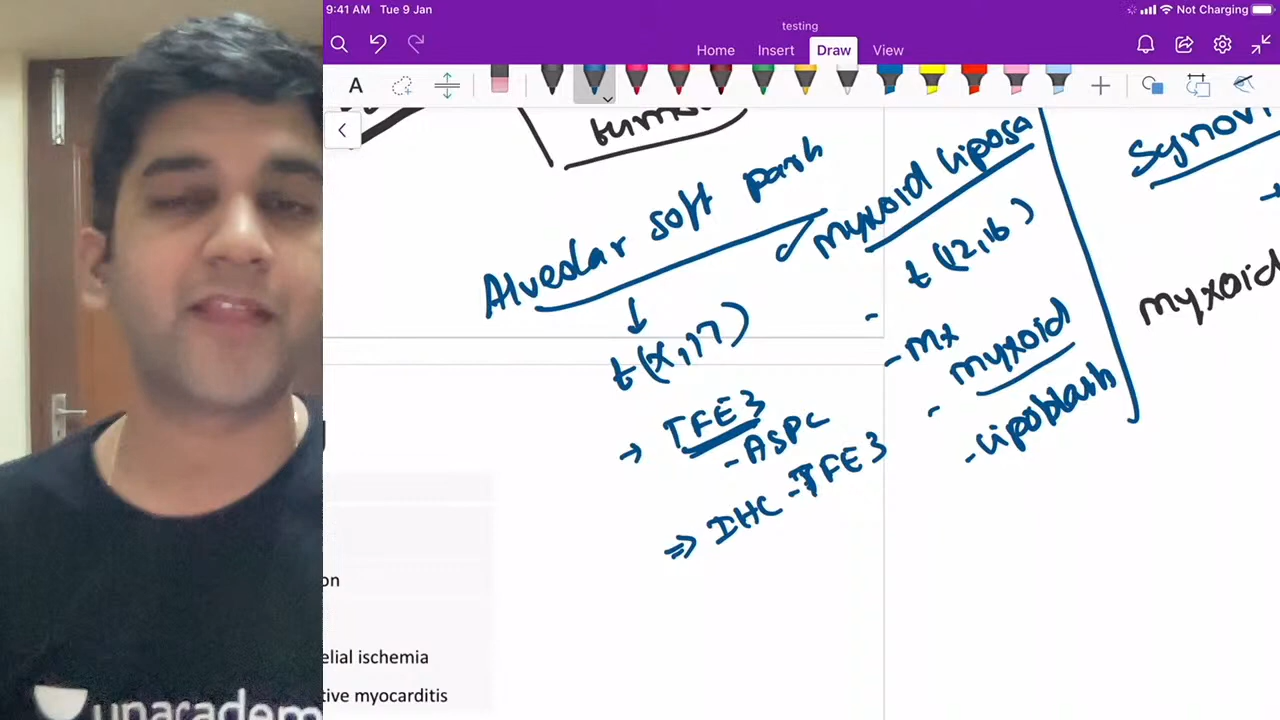 9:41 AM Tue 9 Jan
Not Charging
testing
Home Insert Draw View
A
tumo
Alveolar soft part
t(x,17)
→ TFE3
- ASPC
⇒ IHC - TFE3
myxoid liposa
t(12,16)
- Mx
- myxoid
- lipoblasts
Synovi
myxoid
on
elial ischemia
tive myocarditis
unacadem